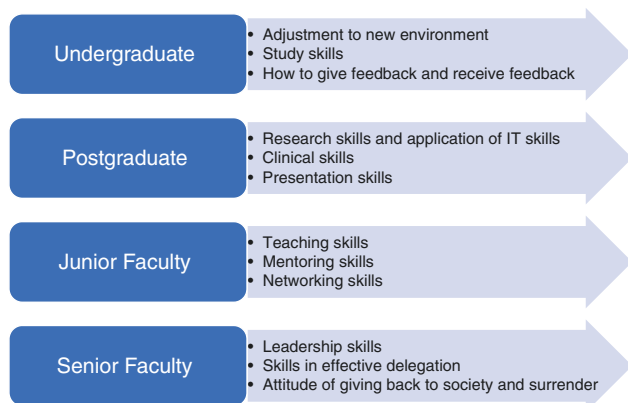 Undergraduate
• Adjustment to new environment
• Study skills
• How to give feedback and receive feedback
Postgraduate
• Research skills and application of IT skills
• Clinical skills
• Presentation skills
Junior Faculty
• Teaching skills
• Mentoring skills
• Networking skills
Senior Faculty
• Leadership skills
• Skills in effective delegation
• Attitude of giving back to society and surrender